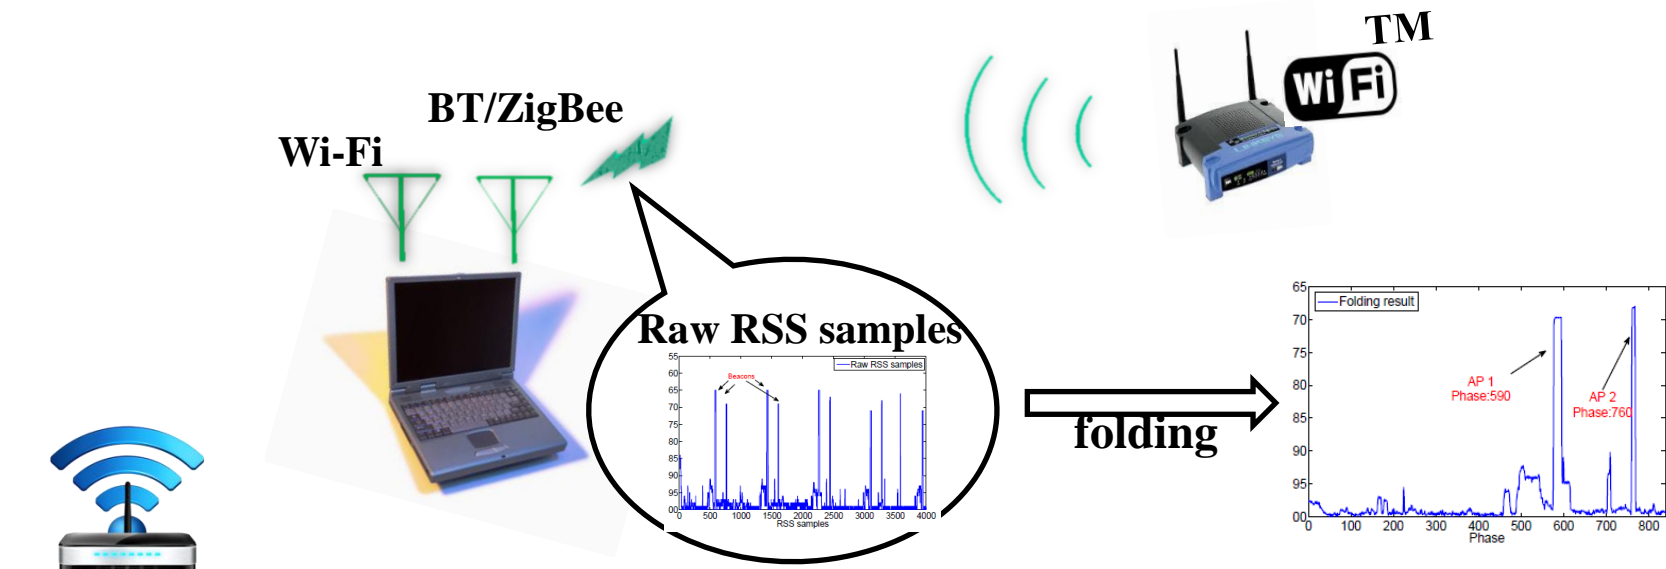 TM
Wi Fi
BT/ZigBee
Wi-Fi
Raw RSS samples
55
60
65
70
75
80
85
90
95
00
Raw RSS samples
Beacons
0 500 1000 1500 2000 2500 3000 3500 4000
RSS samples
folding
65
70
75
80
85
90
95
00
Folding result
AP 1
Phase:590
AP 2
Phase:760
0 100 200 300 400 500 600 700 800
Phase